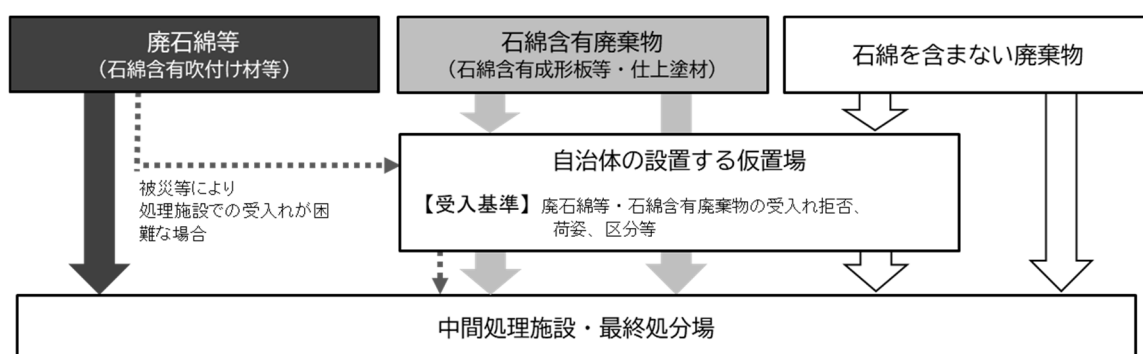 廃石綿等
（石綿含有吹付け材等）
石綿含有廃棄物
（石綿含有成形板等・仕上塗材）
石綿を含まない廃棄物
自治体の設置する仮置場
【受入基準】廃石綿等・石綿含有廃棄物の受入れ拒否、
荷姿、区分等
被災等により
処理施設での受入れが困
難な場合
中間処理施設・最終処分場